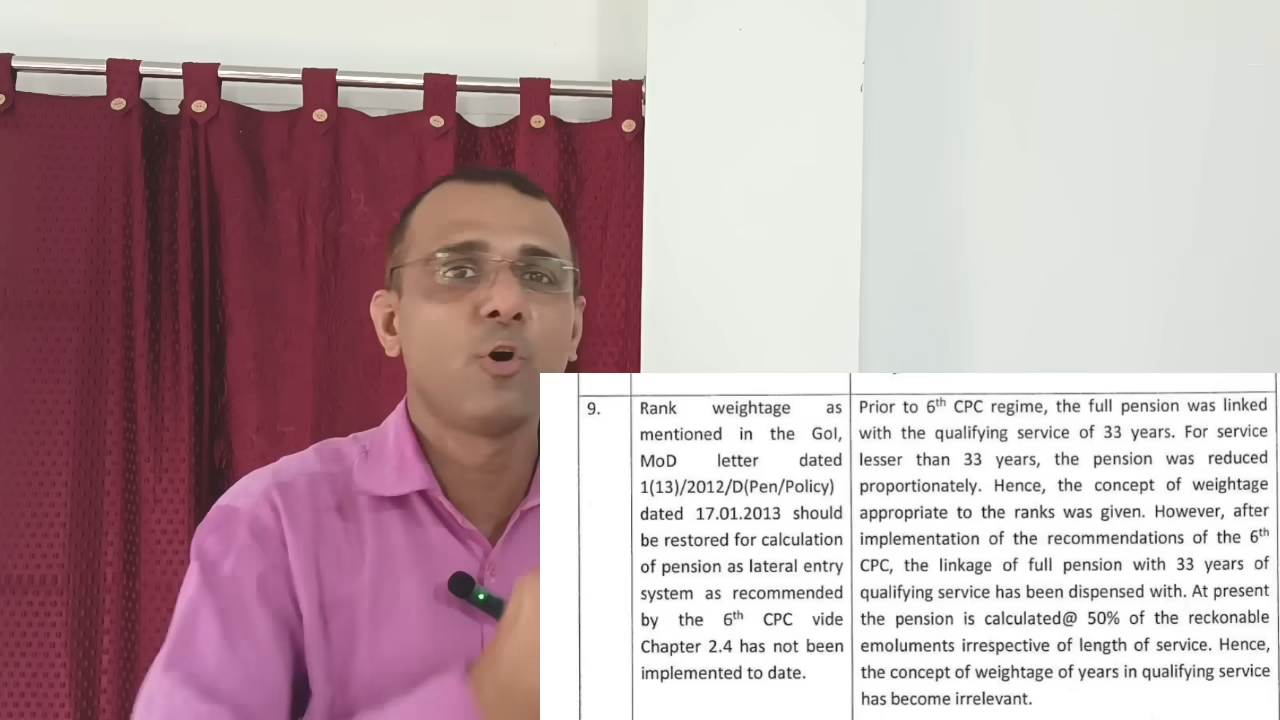 9.
Rank weightage as
mentioned in the GoI,
MoD letter dated
1(13)/2012/D(Pen/Policy)
dated 17.01.2013 should
be restored for calculation
of pension as lateral entry
system as recommended
by the 6th CPC vide
Chapter 2.4 has not been
implemented to date.
Prior to 6th CPC regime, the full pension was linked
with the qualifying service of 33 years. For service
lesser than 33 years, the pension was reduced
proportionately. Hence, the concept of weightage
appropriate to the ranks was given. However, after
implementation of the recommendations of the 6th
CPC, the linkage of full pension with 33 years of
qualifying service has been dispensed with. At present
the pension is calculated@ 50% of the reckonable
emoluments irrespective of length of service. Hence,
the concept of weightage of years in qualifying service
has become irrelevant.